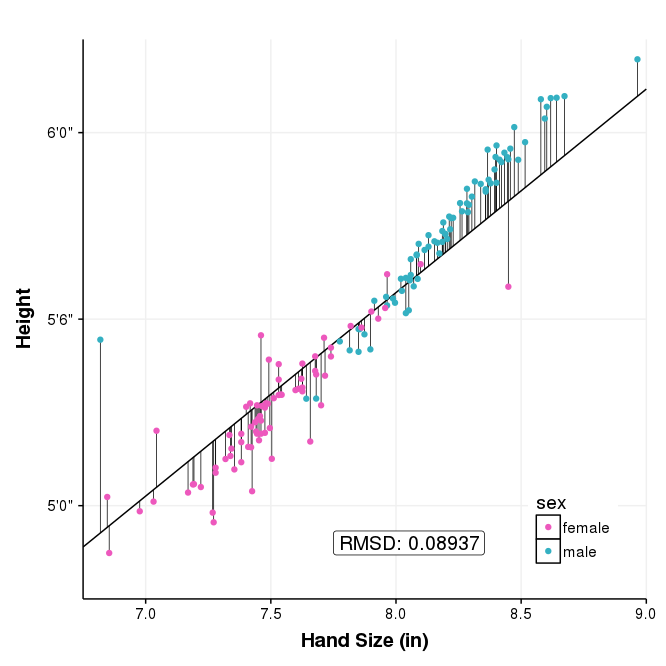 6'0"
5'6"
5'0"
Height
sex
female
male
RMSD: 0.08937
7.0 7.5 8.0 8.5 9.0
Hand Size (in)